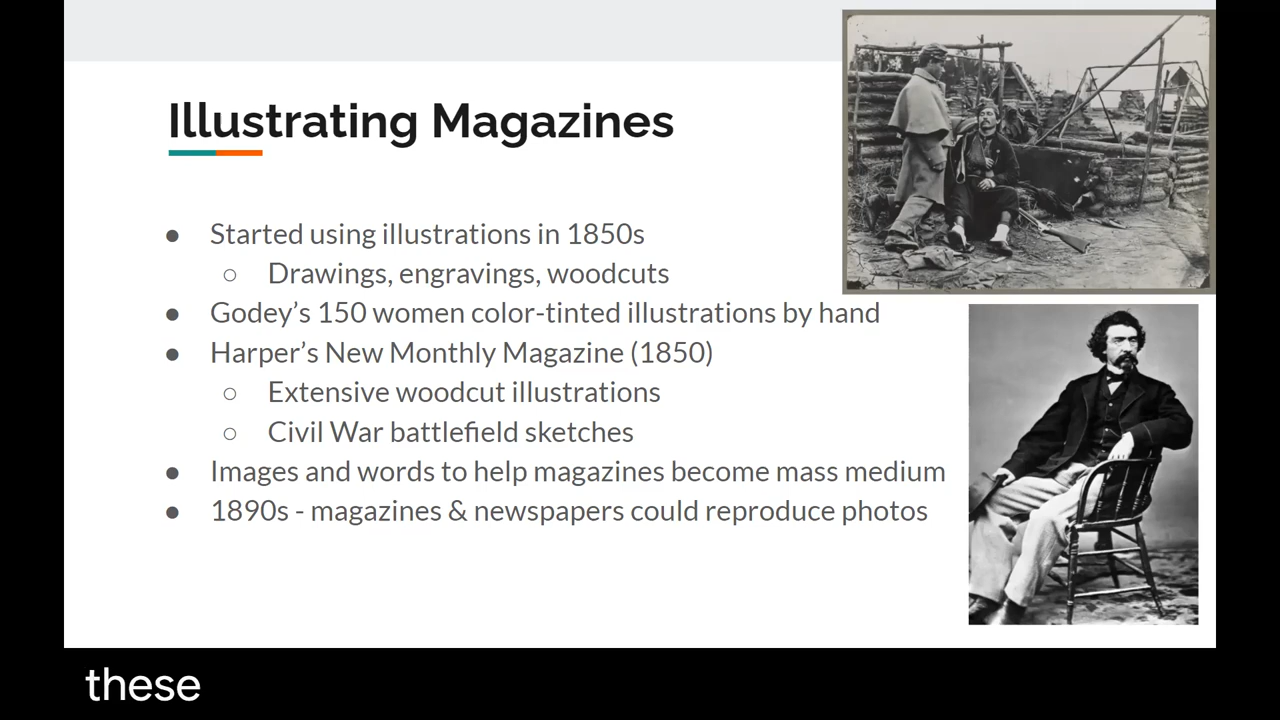 Illustrating Magazines
● Started using illustrations in 1850s
○ Drawings, engravings, woodcuts
● Godey’s 150 women color-tinted illustrations by hand
● Harper’s New Monthly Magazine (1850)
○ Extensive woodcut illustrations
○ Civil War battlefield sketches
● Images and words to help magazines become mass medium
● 1890s - magazines & newspapers could reproduce photos
these